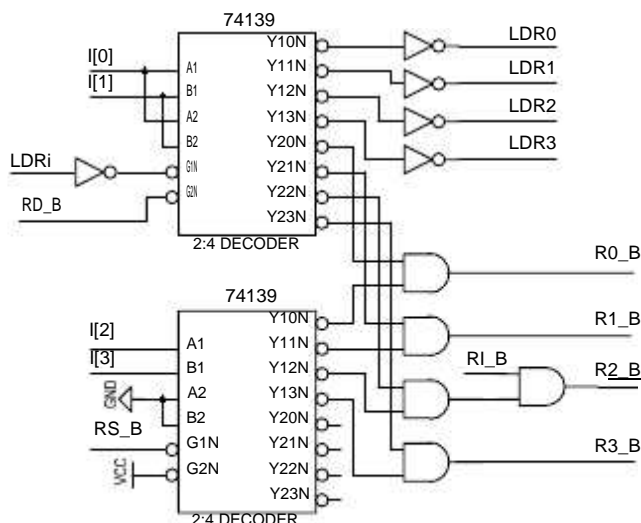 74139
I[0]
I[1]
LDRi
RD_B
A1
B1
A2
B2
G1N
G2N
Y10N
Y11N
Y12N
Y13N
Y20N
Y21N
Y22N
Y23N
2:4 DECODER
LDR0
LDR1
LDR2
LDR3
74139
I[2]
I[3]
GND
RS_B
VCC
A1
B1
A2
B2
G1N
G2N
Y10N
Y11N
Y12N
Y13N
Y20N
Y21N
Y22N
Y23N
2:4 DECODER
R0_B
R1_B
RI_B
R2_B
R3_B